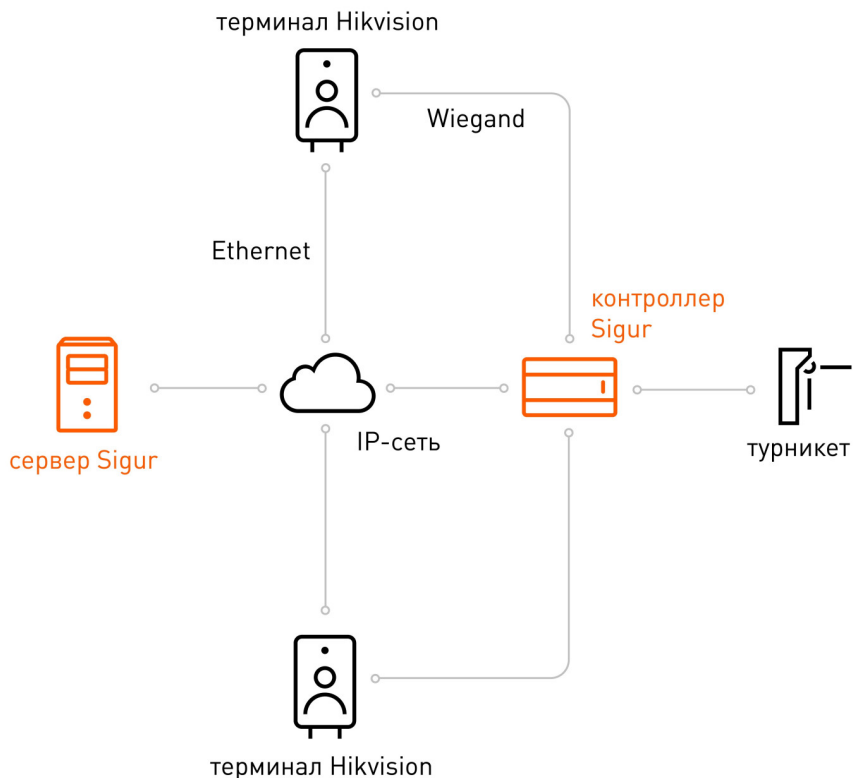 терминал Hikvision
Wiegand
Ethernet
контроллер
Sigur
IP-сеть
сервер Sigur
турникет
терминал Hikvision